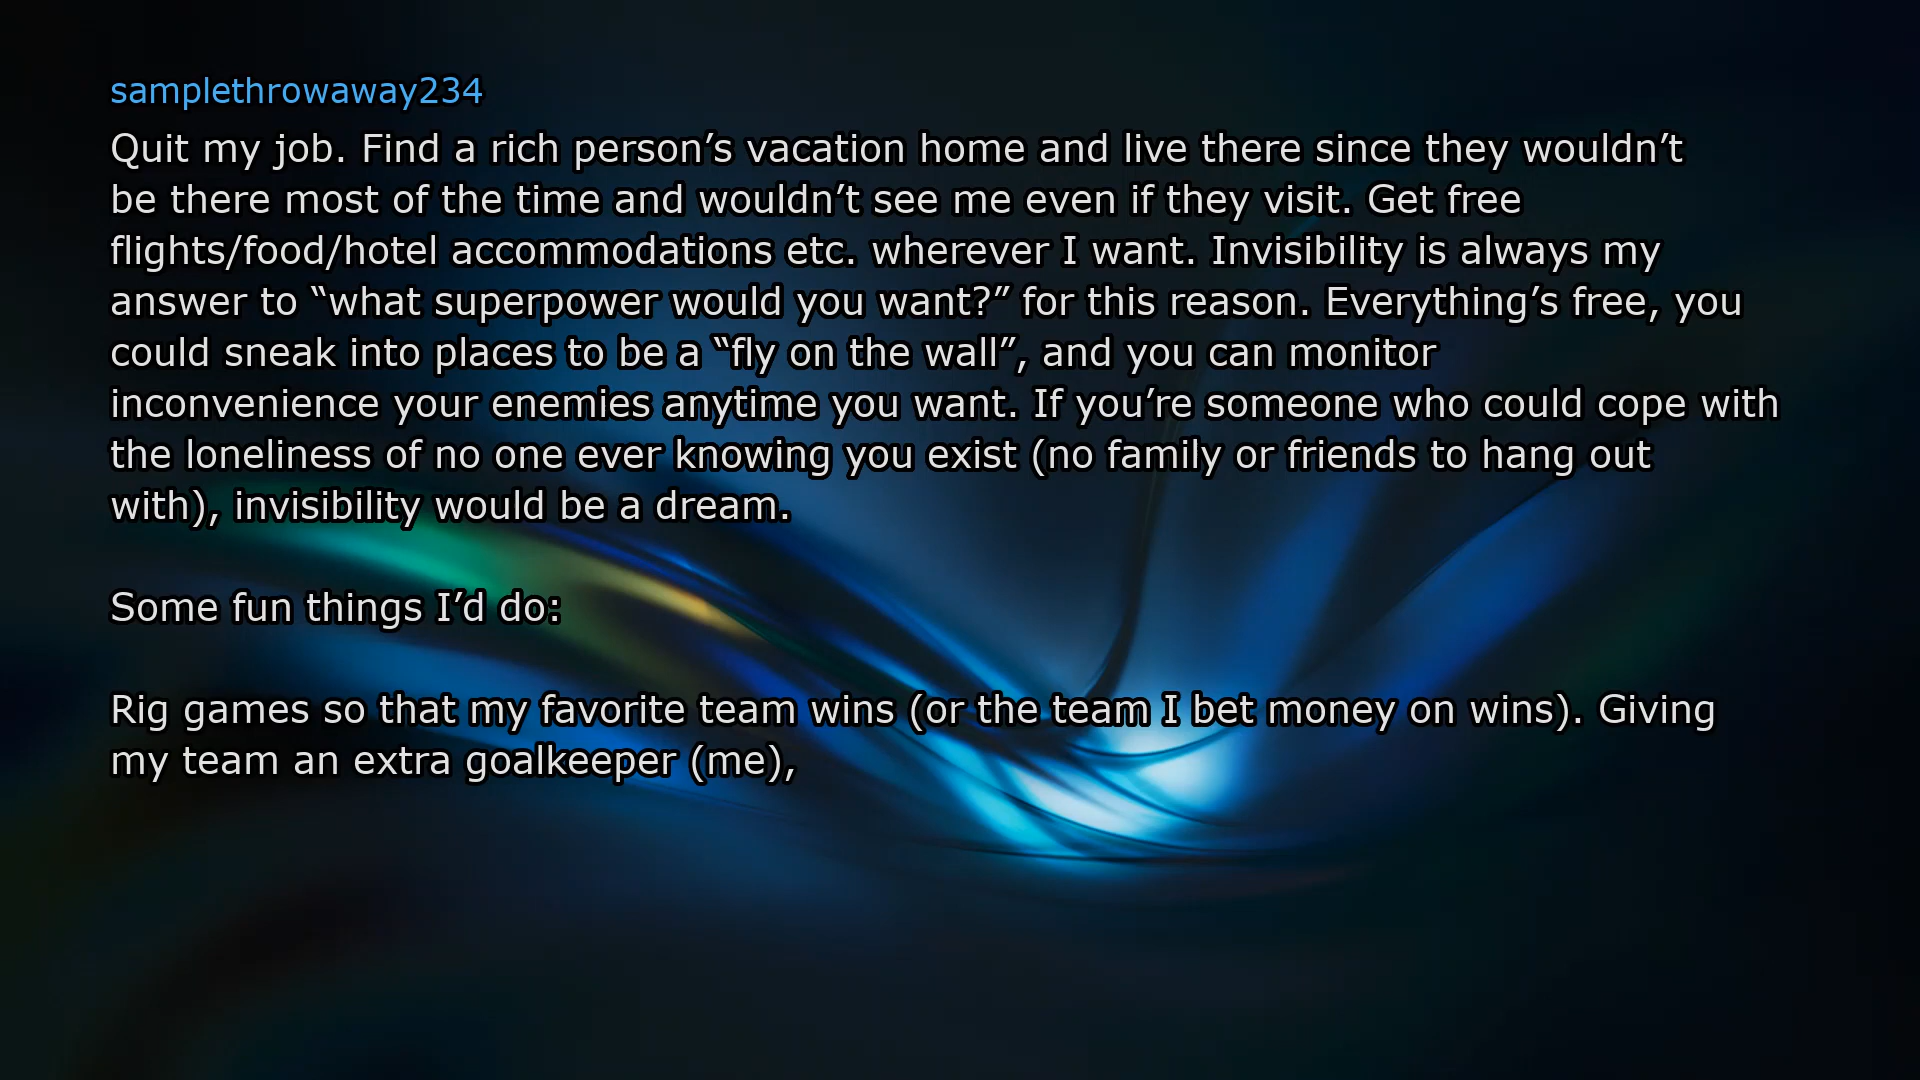 samplethrowaway234
Quit my job. Find a rich person’s vacation home and live there since they wouldn’t
be there most of the time and wouldn’t see me even if they visit. Get free
flights/food/hotel accommodations etc. wherever I want. Invisibility is always my
answer to “what superpower would you want?” for this reason. Everything’s free, you
could sneak into places to be a “fly on the wall”, and you can monitor
inconvenience your enemies anytime you want. If you’re someone who could cope with
the loneliness of no one ever knowing you exist (no family or friends to hang out
with), invisibility would be a dream.
Some fun things I’d do:
Rig games so that my favorite team wins (or the team I bet money on wins). Giving
my team an extra goalkeeper (me),